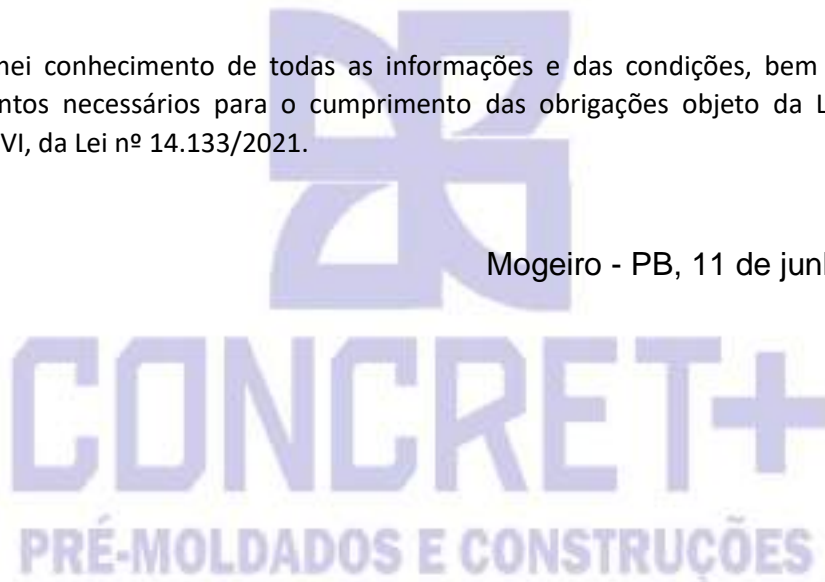 nei conhecimento de todas as informações e das condições, bem
ntos necessários para o cumprimento das obrigações objeto da L
VI, da Lei nº 14.133/2021.
Mogeiro - PB, 11 de junh
CONCRET+
PRÉ-MOLDADOS E CONSTRUÇÕES